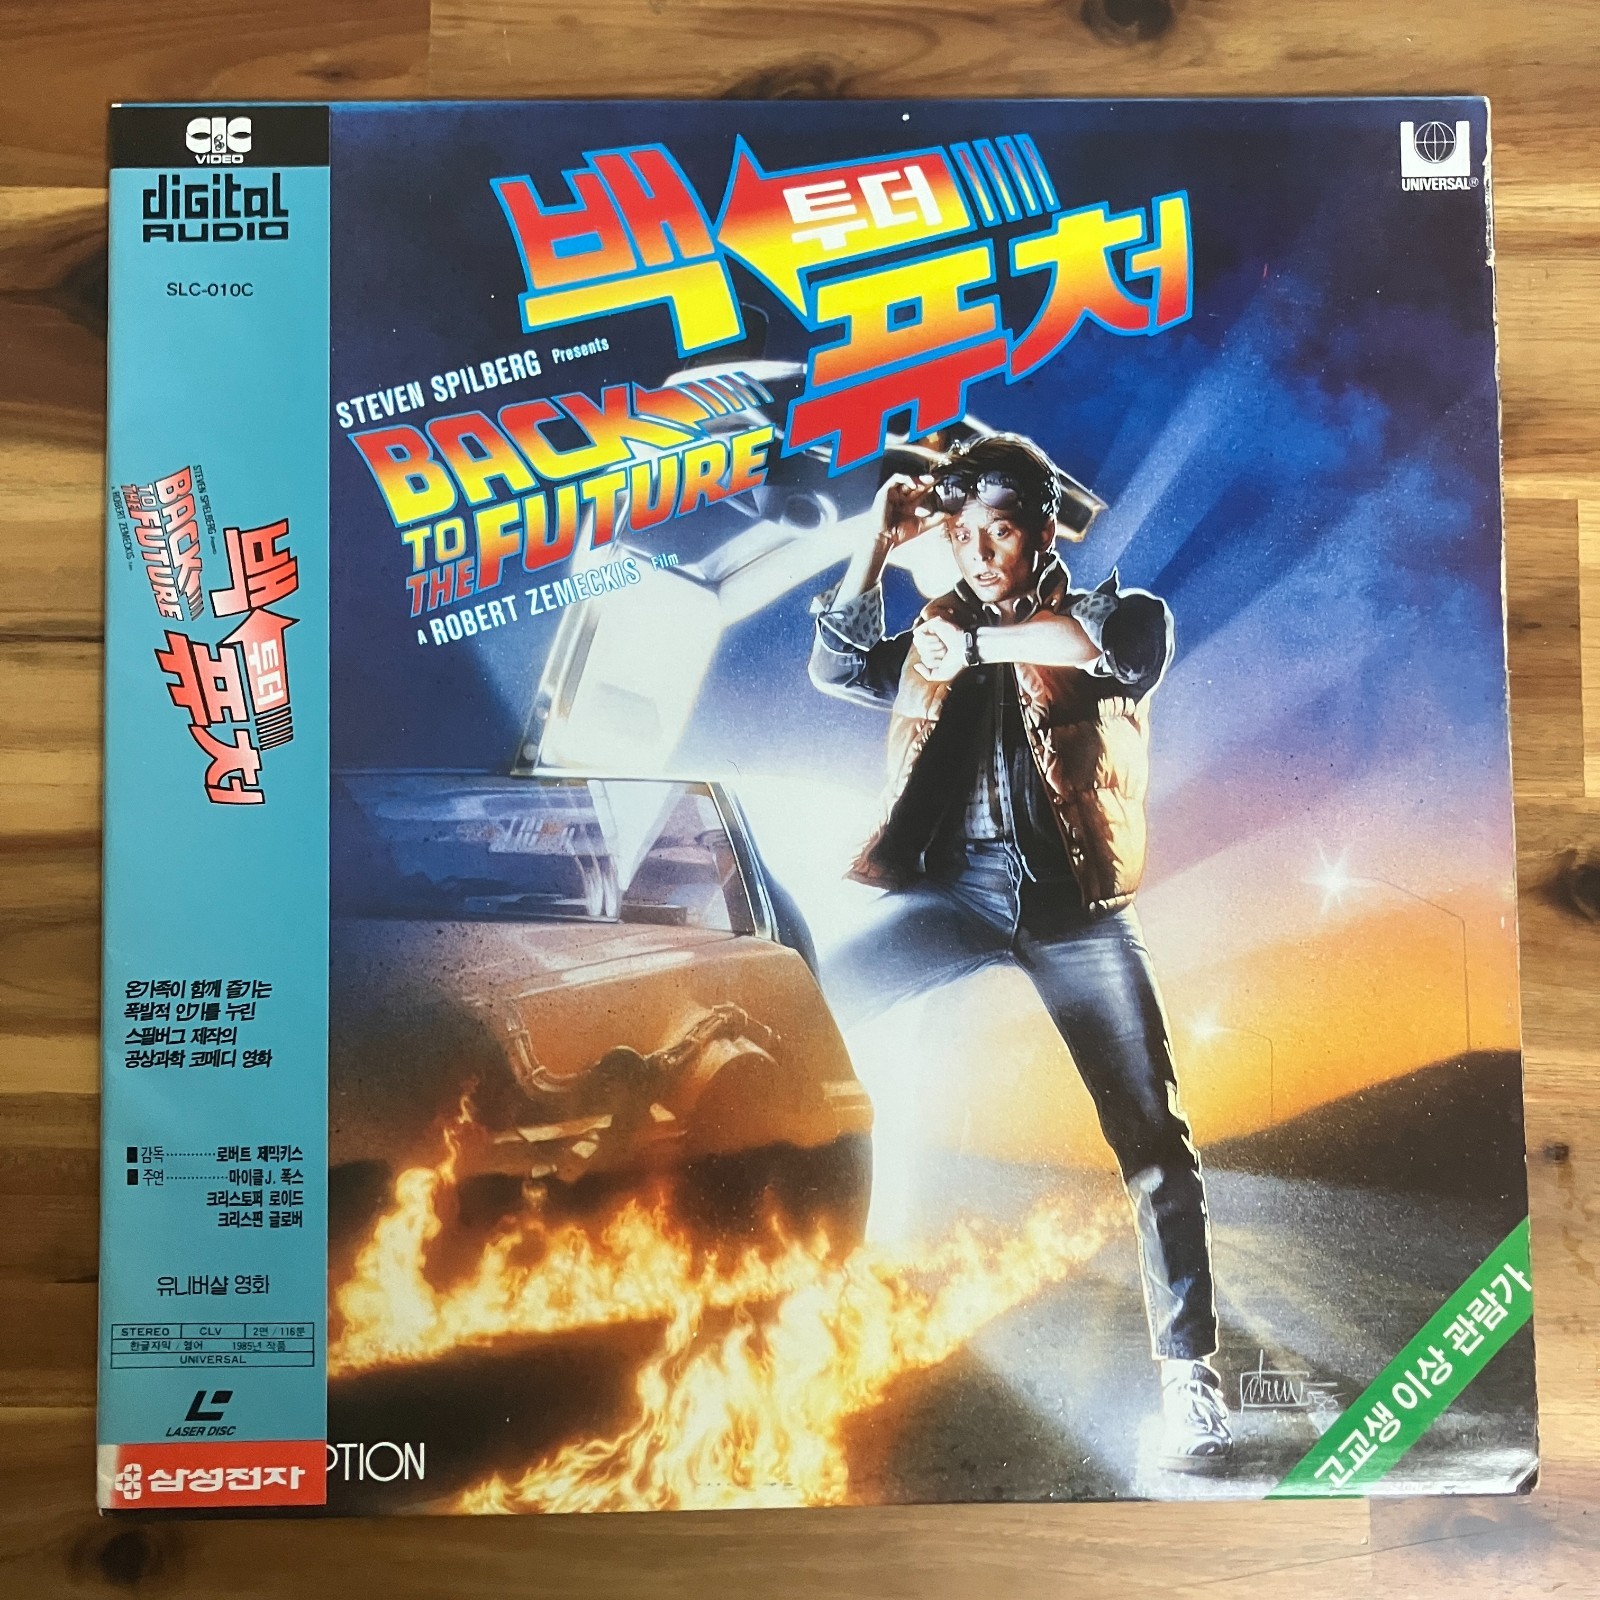 CIC
VIDEO
digital
AUDIO
SLC-010C
STEVEN SPIELBERG Presents
BACK
TO
THE FUTURE
A ROBERT ZEMECKIS Film
백 투더
퓨처
온가족이 함께 즐기는
폭발적 인기를 누린
스필버그 제작의
공상과학 코메디 영화
감독 로버트 제믹키스
주연 마이클 J. 폭스
크리스토퍼 로이드
크리스핀 글로버
유니버샬 영화
STEREO CLV 2면 / 116분
한글자막 / 영어 1985년 작품
UNIVERSAL
LASER DISC
삼성전자
백 투더
퓨처
UNIVERSAL
STEVEN SPILBERG Presents
BACK
TO
THE FUTURE
A ROBERT ZEMECKIS Film
PTION
고교생 이상 관람가